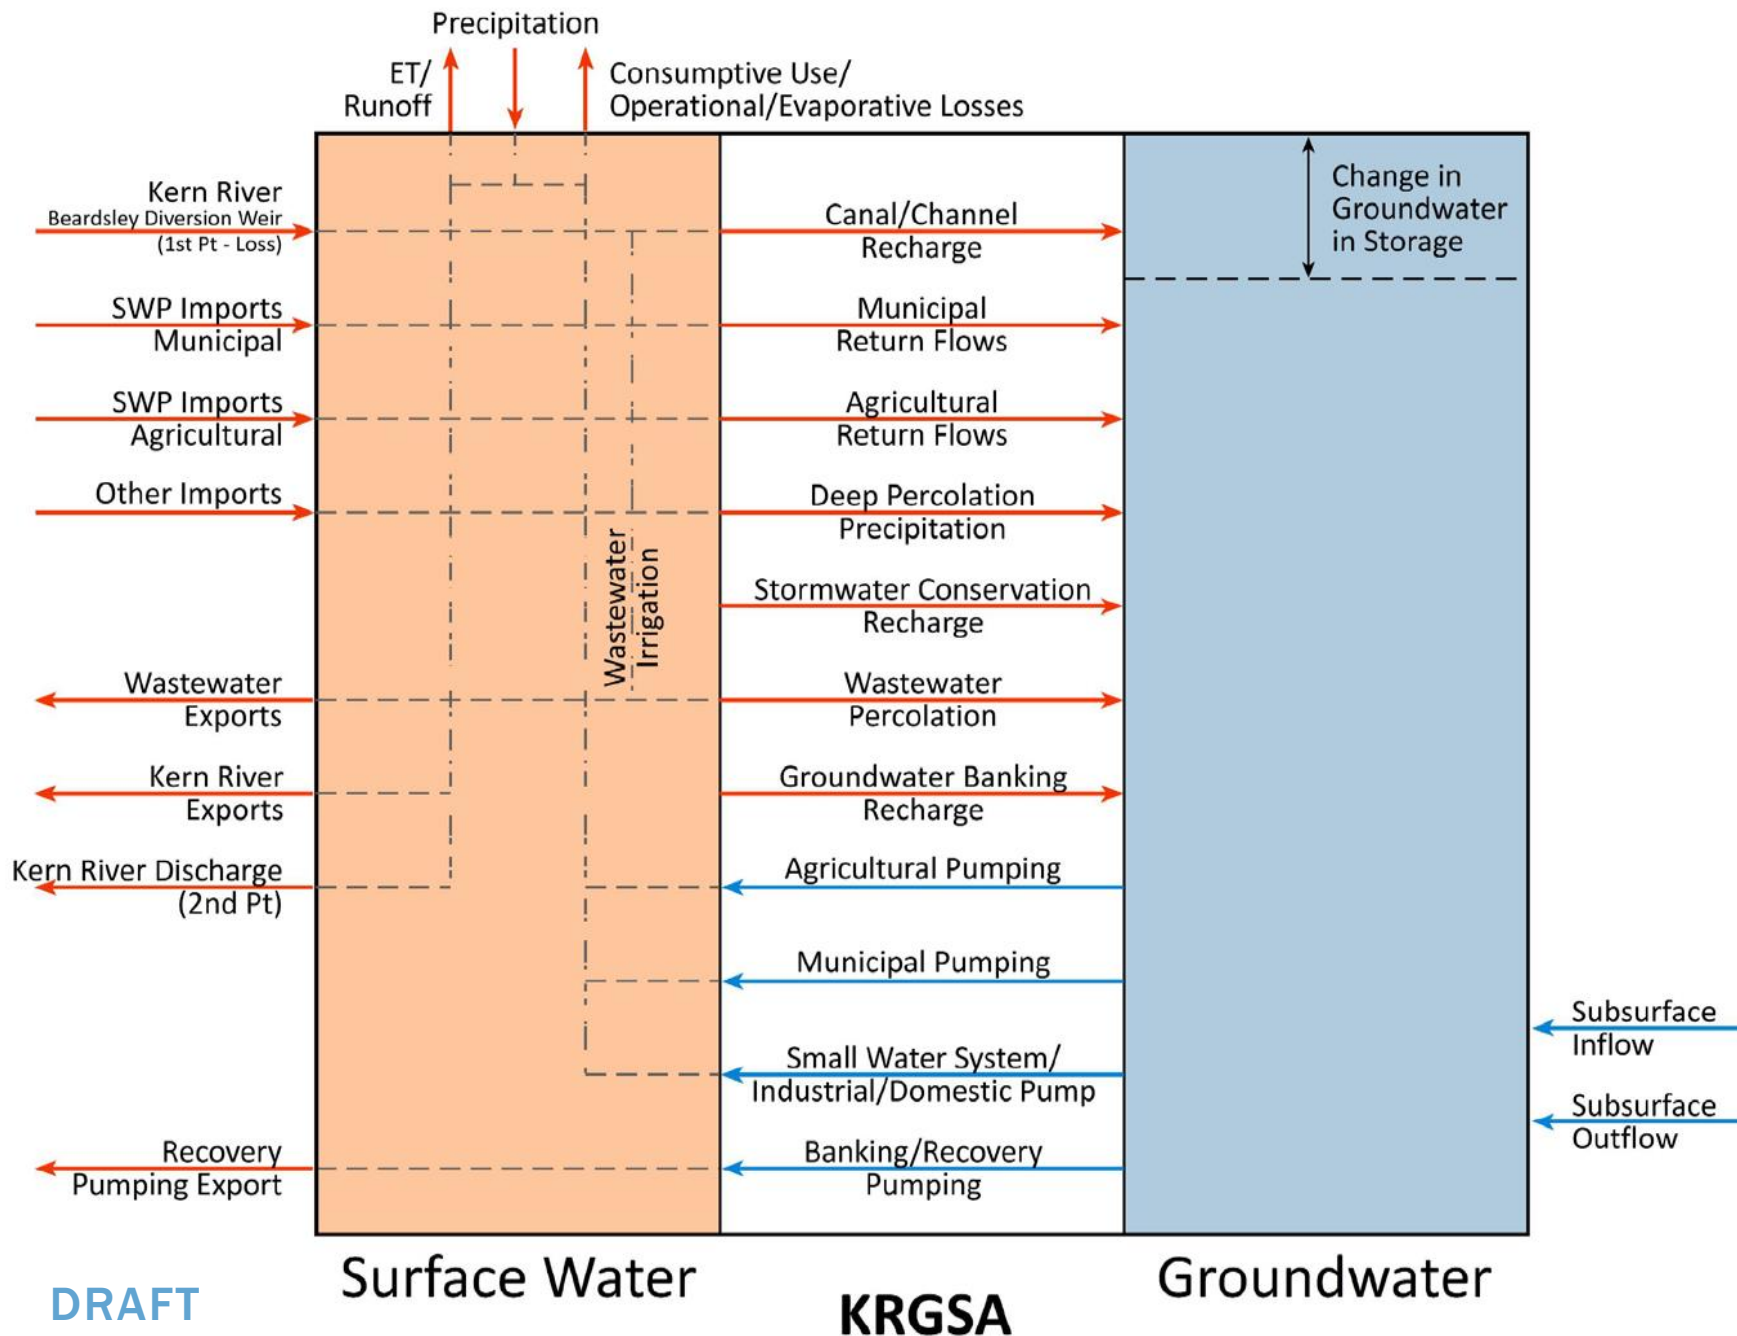 Precipitation
ET/
Runoff
Consumptive Use/
Operational/Evaporative Losses
Kern River
Beardsley Diversion Weir
(1st Pt - Loss)
SWP Imports
Municipal
SWP Imports
Agricultural
Other Imports
Wastewater
Exports
Kern River
Exports
Kern River Discharge
(2nd Pt)
Recovery
Pumping Export
Wastewater
Irrigation
Canal/Channel
Recharge
Municipal
Return Flows
Agricultural
Return Flows
Deep Percolation
Precipitation
Stormwater Conservation
Recharge
Wastewater
Percolation
Groundwater Banking
Recharge
Agricultural Pumping
Municipal Pumping
Small Water System/
Industrial/Domestic Pump
Banking/Recovery
Pumping
Change in
Groundwater
in Storage
Subsurface
Inflow
Subsurface
Outflow
Surface Water
Groundwater
DRAFT
KRGSA